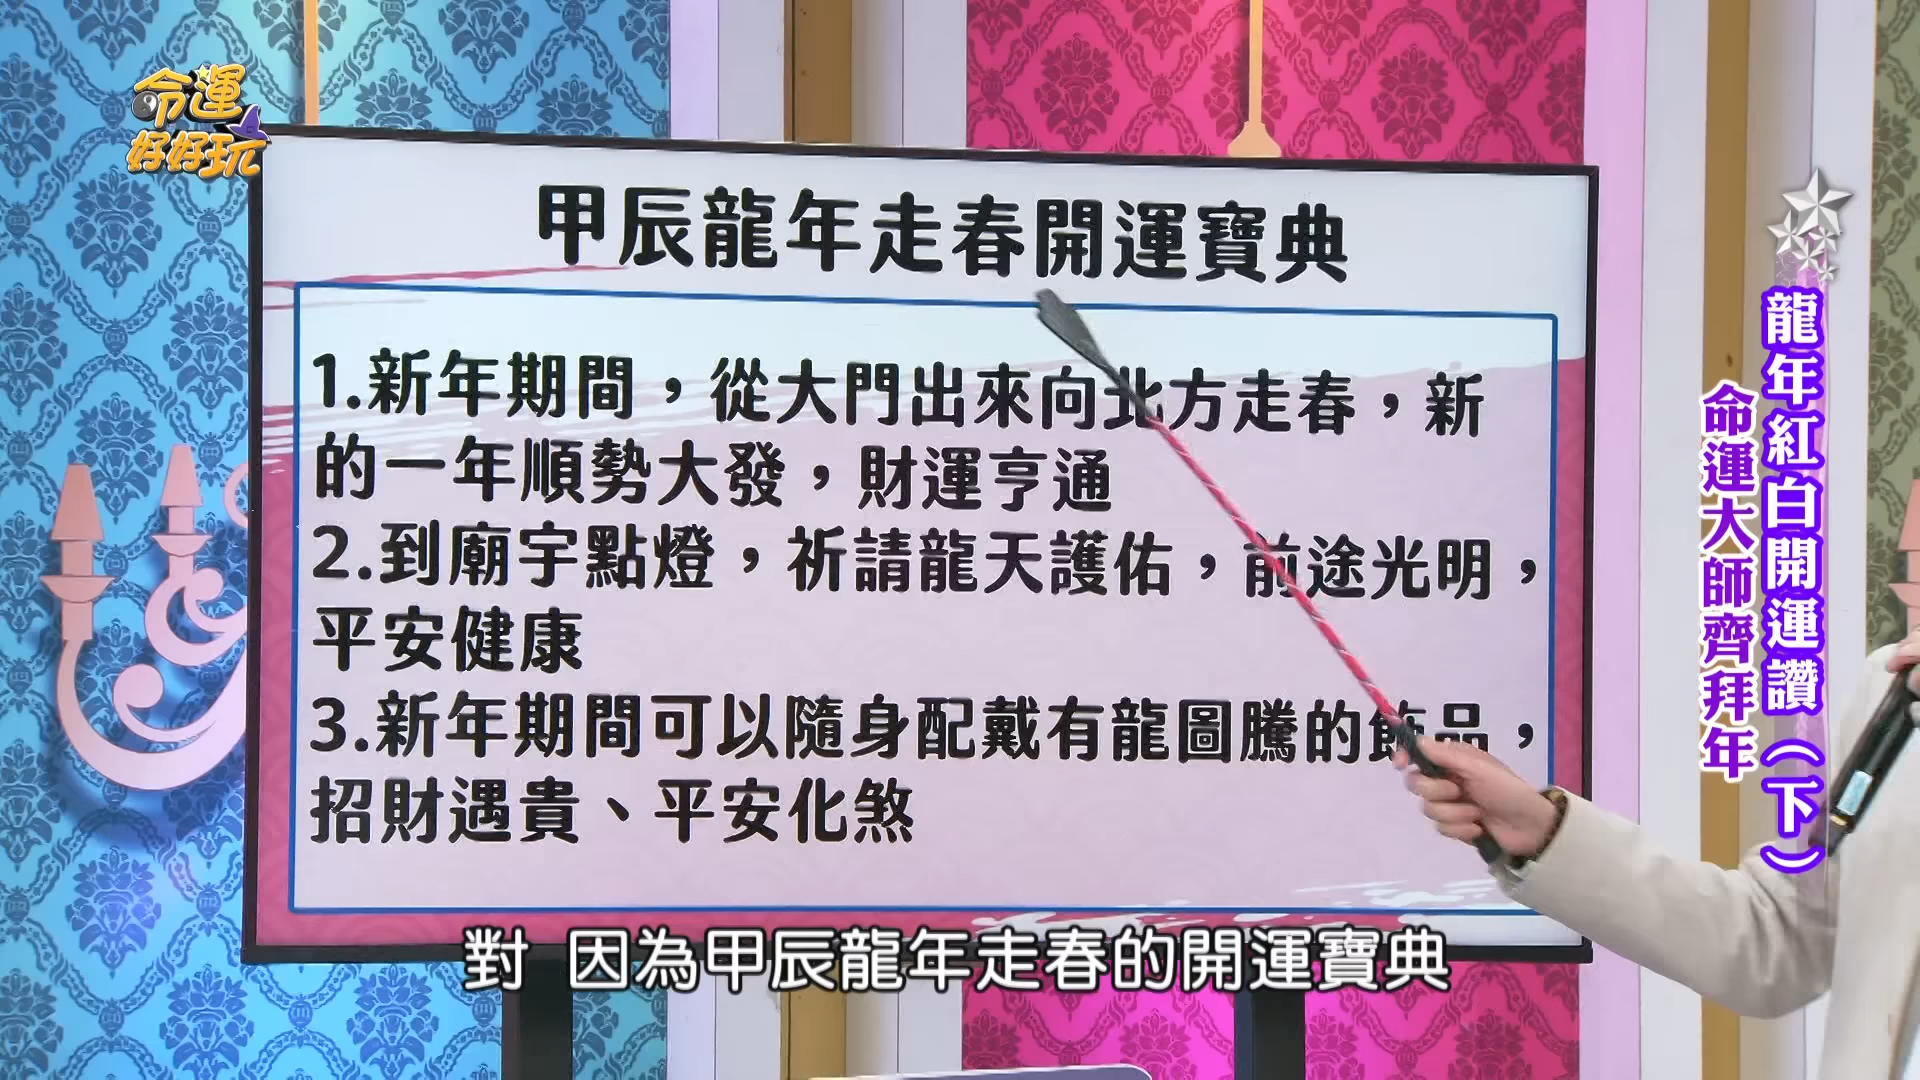 命運
好好玩
甲辰龍年走春開運寶典
1.新年期間，從大門出來向北方走春，新
的一年順勢大發，財運亨通
2.到廟宇點燈，祈請龍天護佑，前途光明，
平安健康
3.新年期間可以隨身配戴有龍圖騰的飾品，
招財遇貴、平安化煞
龍年紅白開運讚（下）
命運大師齊拜年
對 因為甲辰龍年走春的開運寶典